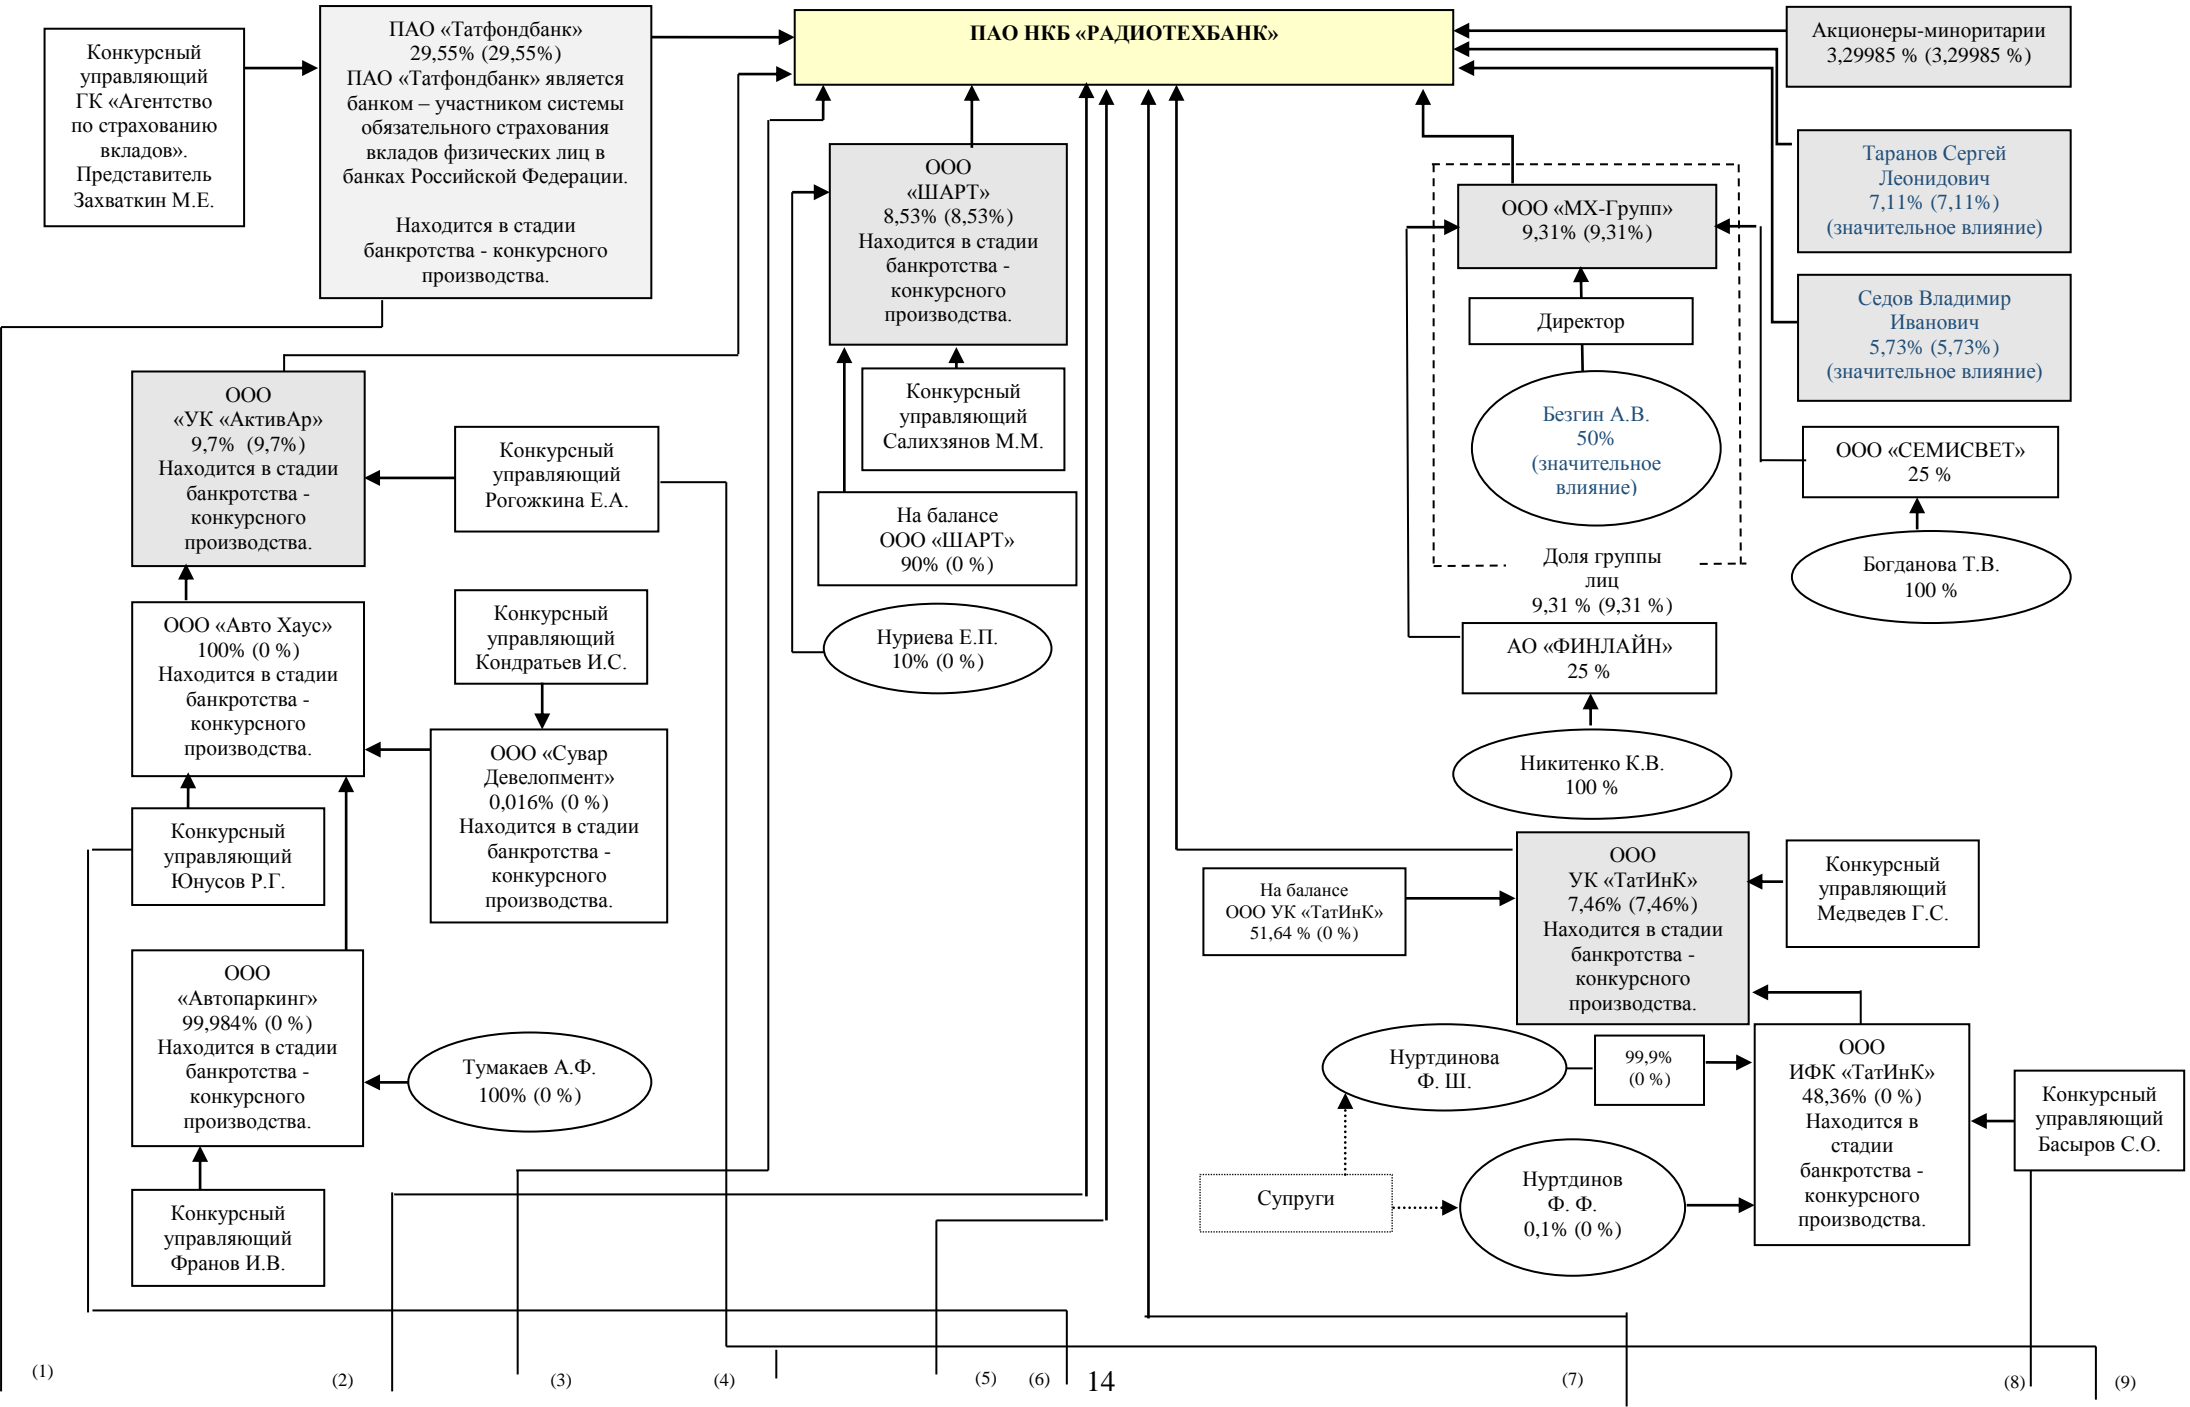 ПАО НКБ «РАДИОТЕХБАНК»
Конкурсный
управляющий
ГК «Агентство
по страхованию
вкладов».
Представитель
Захваткин М.Е.
ПАО «Татфондбанк»
29,55% (29,55%)
ПАО «Татфондбанк» является
банком – участником системы
обязательного страхования
вкладов физических лиц в
банках Российской Федерации.
Находится в стадии
банкротства - конкурсного
производства.
Акционеры-миноритарии
3,29985 % (3,29985 %)
Таранов Сергей
Леонидович
7,11% (7,11%)
(значительное влияние)
Седов Владимир
Иванович
5,73% (5,73%)
(значительное влияние)
ООО
«ШАРТ»
8,53% (8,53%)
Находится в стадии
банкротства -
конкурсного
производства.
Конкурсный
управляющий
Салихзянов М.М.
На балансе
ООО «ШАРТ»
90% (0 %)
Нуриева Е.П.
10% (0 %)
ООО «МХ-Групп»
9,31% (9,31%)
Директор
Безгин А.В.
50%
(значительное
влияние)
Доля группы
лиц
9,31 % (9,31 %)
ООО «СЕМИСВЕТ»
25 %
Богданова Т.В.
100 %
АО «ФИНЛАЙН»
25 %
Никитенко К.В.
100 %
ООО
«УК «АктивАр»
9,7% (9,7%)
Находится в стадии
банкротства -
конкурсного
производства.
Конкурсный
управляющий
Рогожкина Е.А.
ООО «Авто Хаус»
100% (0 %)
Находится в стадии
банкротства -
конкурсного
производства.
Конкурсный
управляющий
Кондратьев И.С.
ООО «Сувар
Девелопмент»
0,016% (0 %)
Находится в стадии
банкротства -
конкурсного
производства.
Конкурсный
управляющий
Юнусов Р.Г.
ООО
«Автопаркинг»
99,984% (0 %)
Находится в стадии
банкротства -
конкурсного
производства.
Тумакаев А.Ф.
100% (0 %)
Конкурсный
управляющий
Франов И.В.
На балансе
ООО УК «ТатИнК»
51,64 % (0 %)
ООО
УК «ТатИнК»
7,46% (7,46%)
Находится в стадии
банкротства -
конкурсного
производства.
Конкурсный
управляющий
Медведев Г.С.
Нуртдинова
Ф. Ш.
99,9%
(0 %)
ООО
ИФК «ТатИнК»
48,36% (0 %)
Находится в
стадии
банкротства -
конкурсного
производства.
Конкурсный
управляющий
Басыров С.О.
Супруги
Нуртдинов
Ф. Ф.
0,1% (0 %)
(1)
(2)
(3)
(4)
(5)
(6)
14
(7)
(8)
(9)